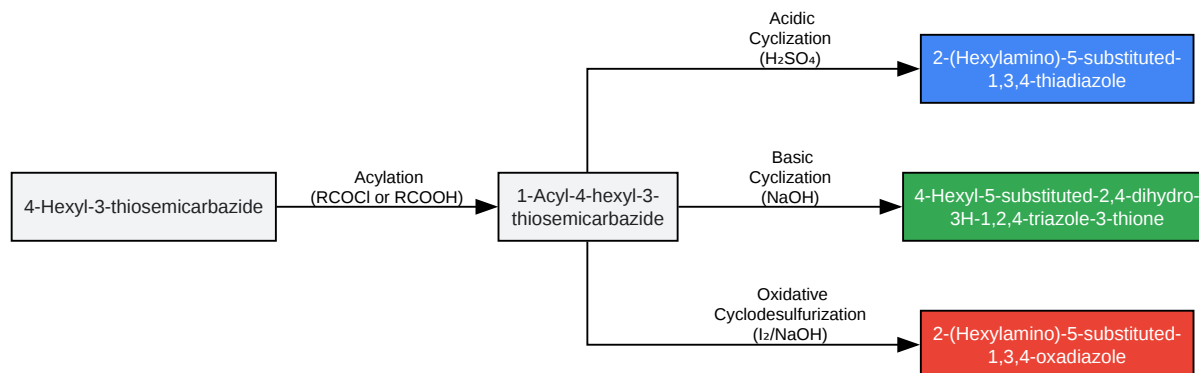 Acidic
Cyclization
(H₂SO₄)
2-(Hexylamino)-5-substituted-
1,3,4-thiadiazole
4-Hexyl-3-thiosemicarbazide
Acylation
(RCOCl or RCOOH)
1-Acyl-4-hexyl-3-
thiosemicarbazide
Basic
Cyclization
(NaOH)
4-Hexyl-5-substituted-2,4-dihydro-
3H-1,2,4-triazole-3-thione
Oxidative
Cyclodesulfurization
(I₂/NaOH)
2-(Hexylamino)-5-substituted-
1,3,4-oxadiazole